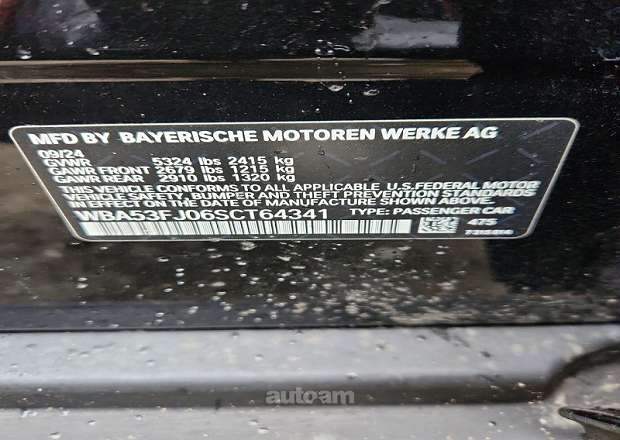 MFD BY BAYERISCHE MOTOREN WERKE AG
09/24
GVWR 5324 lbs 2415 kg
GAWR FRONT 2679 lbs 1215 kg
GAWR REAR 2910 lbs 1320 kg
THIS VEHICLE CONFORMS TO ALL APPLICABLE U.S. FEDERAL MOTOR
VEHICLE SAFETY, BUMPER AND THEFT PREVENTION STANDARDS
IN EFFECT ON THE DATE OF MANUFACTURE SHOWN ABOVE.
WBA53FJ06SCT64341 TYPE: PASSENGER CAR
475
autoam